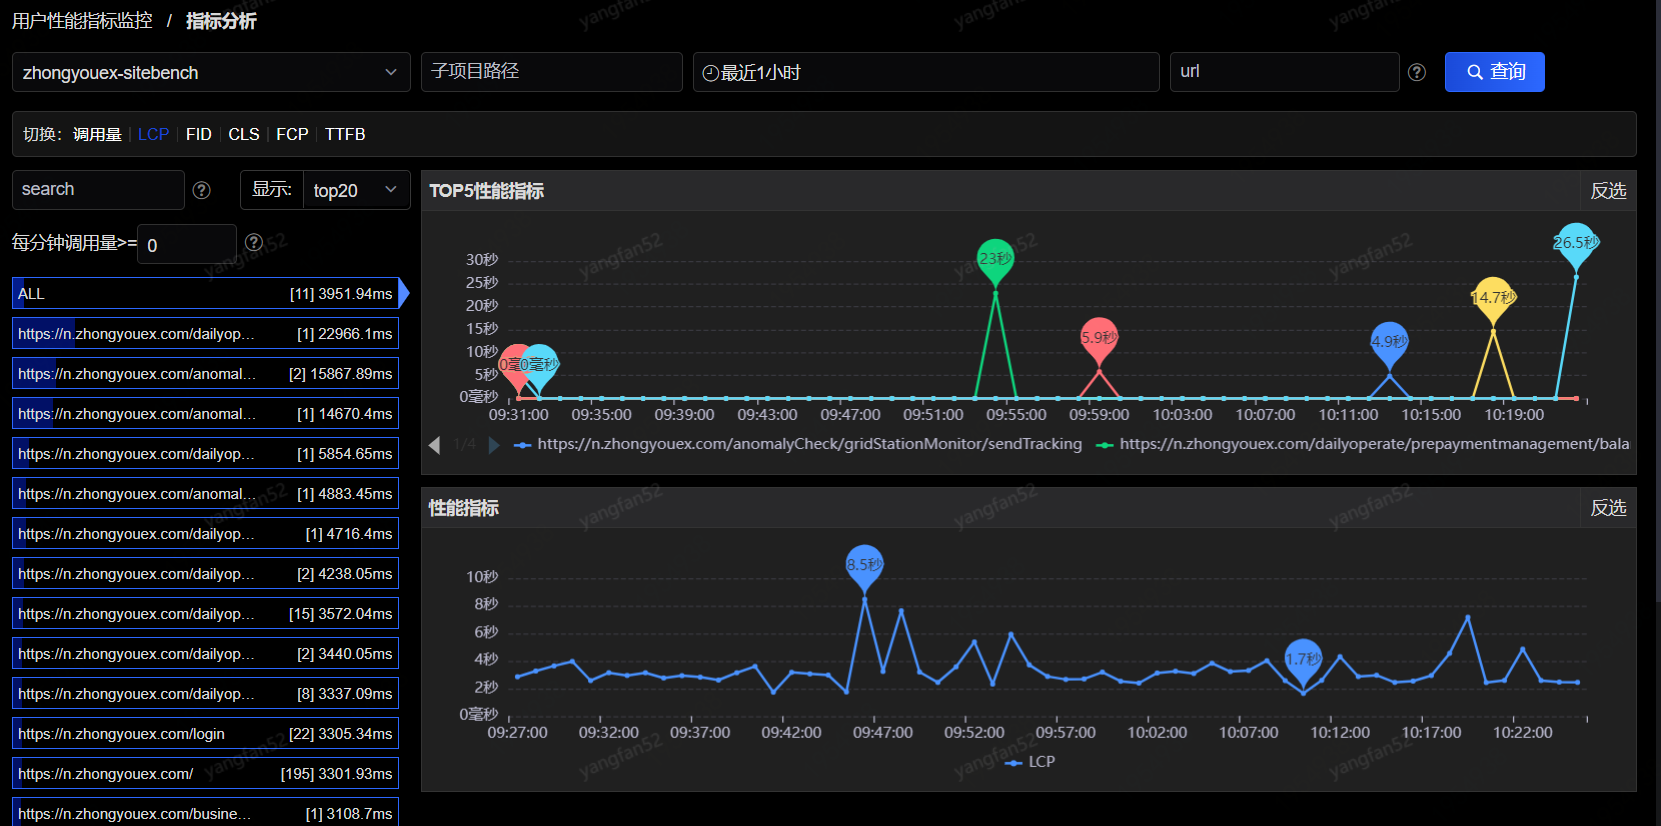 用户性能指标监控 / 指标分析
zhongyouex-sitebench 子项目路径 最近1小时 url 查询
切换: 调用量 LCP FID CLS FCP TTFB
search 显示: top20
每分钟调用量>= 0
ALL [11] 3951.94ms
https://n.zhongyouex.com/dailyop... [1] 22966.1ms
https://n.zhongyouex.com/anomal... [2] 15867.89ms
https://n.zhongyouex.com/anomal... [1] 14670.4ms
https://n.zhongyouex.com/dailyop... [1] 5854.65ms
https://n.zhongyouex.com/anomal... [1] 4883.45ms
https://n.zhongyouex.com/dailyop... [1] 4716.4ms
https://n.zhongyouex.com/dailyop... [2] 4238.05ms
https://n.zhongyouex.com/dailyop... [15] 3572.04ms
https://n.zhongyouex.com/dailyop... [2] 3440.05ms
https://n.zhongyouex.com/dailyop... [8] 3337.09ms
https://n.zhongyouex.com/login [22] 3305.34ms
https://n.zhongyouex.com/ [195] 3301.93ms
https://n.zhongyouex.com/busine... [1] 3108.7ms
TOP5性能指标 反选
30秒
25秒
20秒
15秒
10秒
5秒
0毫秒
0毫 0毫秒 23秒 5.9秒 4.9秒 14.7秒 26.5秒
09:31:00 09:35:00 09:39:00 09:43:00 09:47:00 09:51:00 09:55:00 09:59:00 10:03:00 10:07:00 10:11:00 10:15:00 10:19:00
1/4 https://n.zhongyouex.com/anomalyCheck/gridStationMonitor/sendTracking https://n.zhongyouex.com/dailyoperate/prepaymentmanagement/bala
性能指标 反选
10秒
8秒
6秒
4秒
2秒
0毫秒
8.5秒 1.7秒
09:27:00 09:32:00 09:37:00 09:42:00 09:47:00 09:52:00 09:57:00 10:02:00 10:07:00 10:12:00 10:17:00 10:22:00
LCP
yangfan52
yangfan52
yangfan52
yangfan52
yangfan52
yangfan52
yangfan52
yangfan52
yangfan52
yangfan52
yangfan52
yangfan52